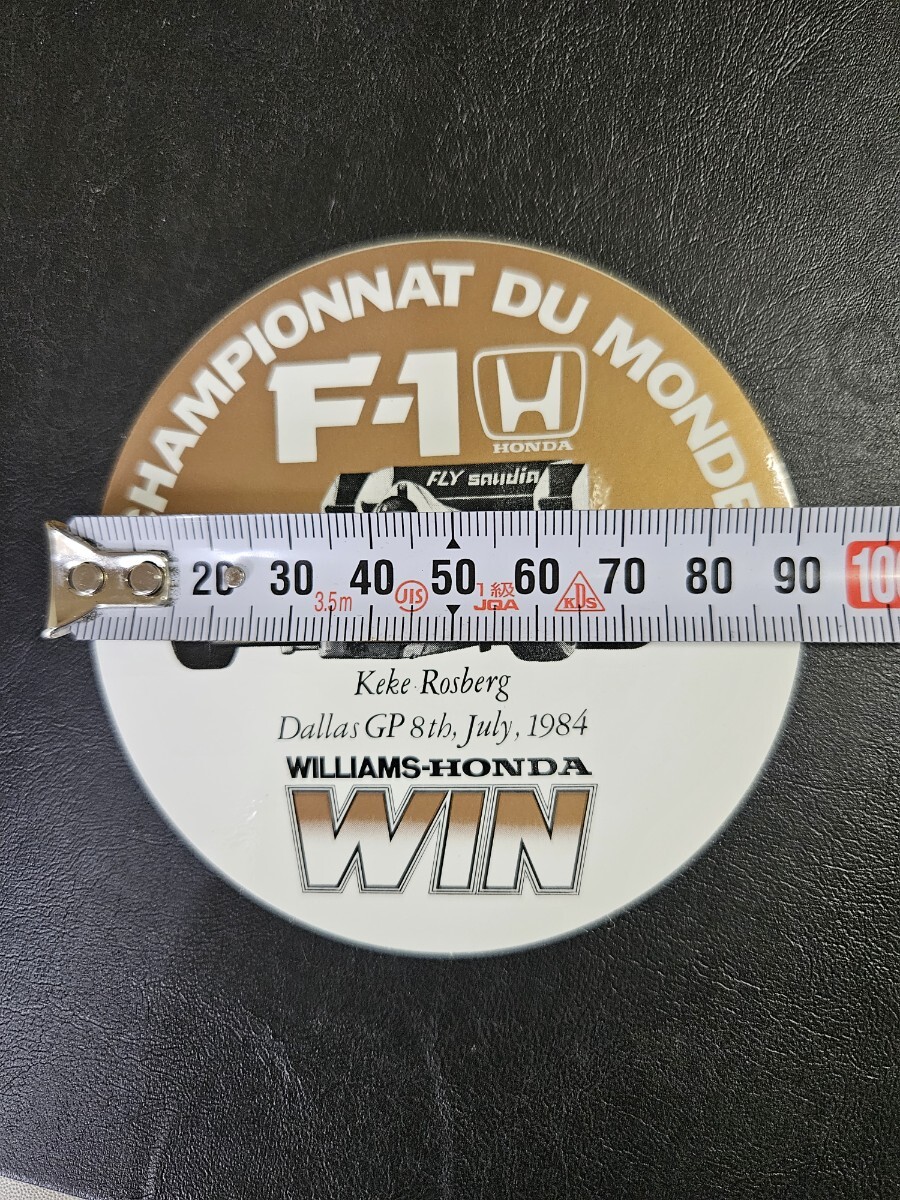 CHAMPIONNAT DU MONDE
F-1
HONDA
FLY saudia
20 30 40 50 60 70 80 90 100
3.5m JIS 1級 JQA KDS
Keke Rosberg
Dallas GP 8th, July, 1984
WILLIAMS-HONDA
WIN